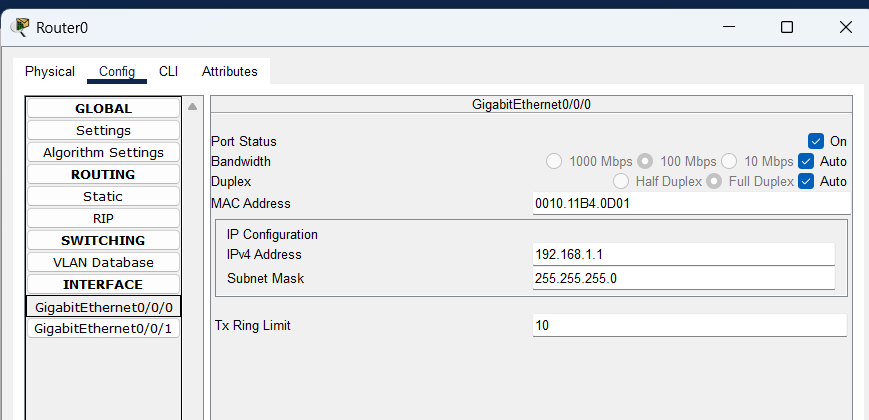 Router0
Physical Config CLI Attributes
GLOBAL
Settings
Algorithm Settings
ROUTING
Static
RIP
SWITCHING
VLAN Database
INTERFACE
GigabitEthernet0/0/0
GigabitEthernet0/0/1
GigabitEthernet0/0/0
Port Status On
Bandwidth 1000 Mbps 100 Mbps 10 Mbps Auto
Duplex Half Duplex Full Duplex Auto
MAC Address 0010.11B4.0D01
IP Configuration
IPv4 Address 192.168.1.1
Subnet Mask 255.255.255.0
Tx Ring Limit 10